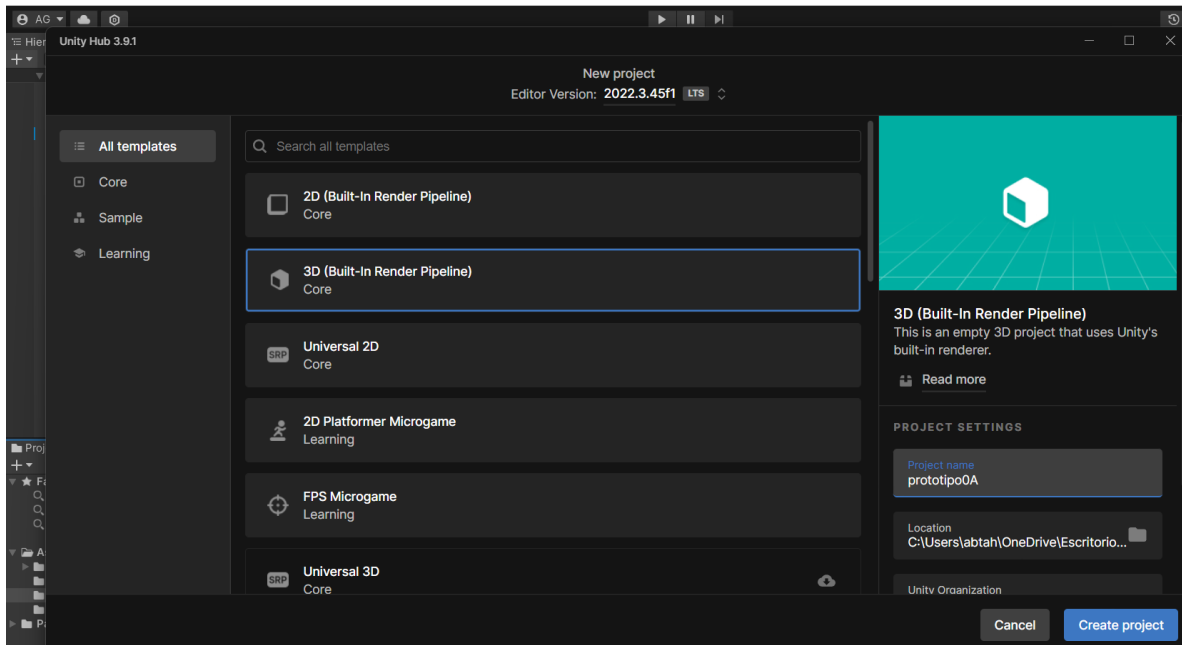 AG
Hier
Unity Hub 3.9.1
New project
Editor Version: 2022.3.45f1 LTS
All templates
Core
Sample
Learning
Search all templates
2D (Built-In Render Pipeline)
Core
3D (Built-In Render Pipeline)
Core
SRP
Universal 2D
Core
2D Platformer Microgame
Learning
FPS Microgame
Learning
SRP
Universal 3D
Core
3D (Built-In Render Pipeline)
This is an empty 3D project that uses Unity's
built-in renderer.
Read more
PROJECT SETTINGS
Project name
prototipo0A
Location
C:\Users\abtah\OneDrive\Escritorio...
Unity Organization
Proj
Fa
A
P
Cancel
Create project